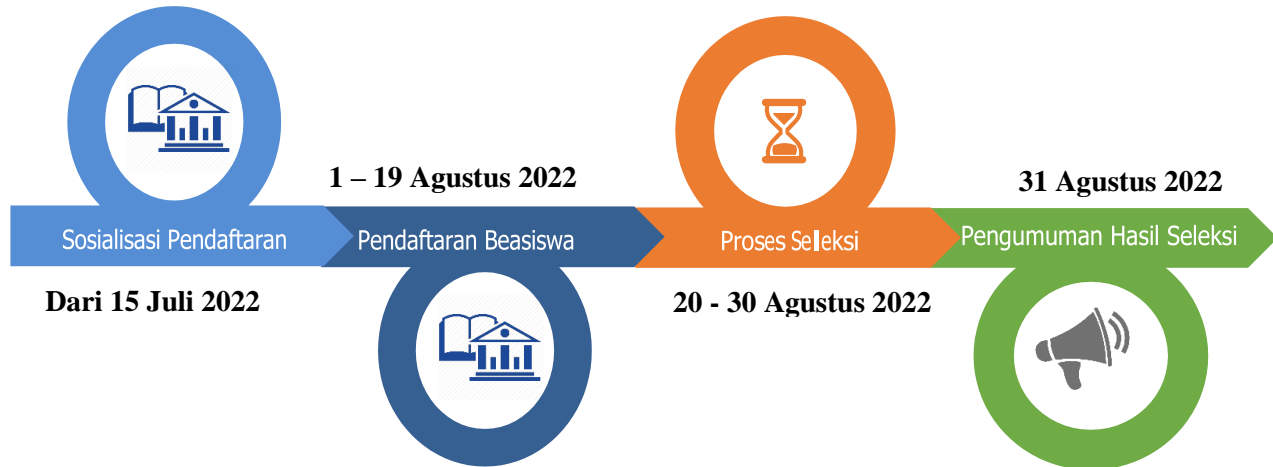 1 – 19 Agustus 2022
31 Agustus 2022
Sosialisasi Pendaftaran
Pendaftaran Beasiswa
Proses Seleksi
Pengumuman Hasil Seleksi
Dari 15 Juli 2022
20 - 30 Agustus 2022